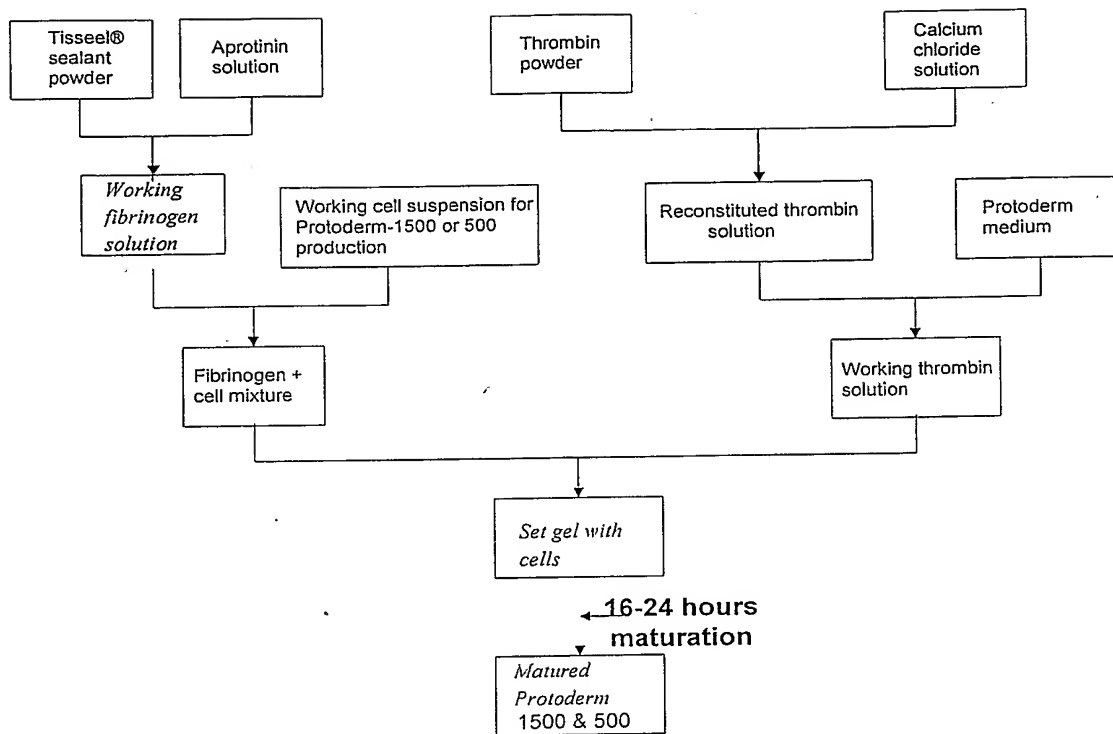 Tisseel®
sealant
powder
Aprotinin
solution
Thrombin
powder
Calcium
chloride
solution
Working
fibrinogen
solution
Working cell suspension for
Protoderm-1500 or 500
production
Reconstituted thrombin
solution
Protoderm
medium
Fibrinogen +
cell mixture
Working thrombin
solution
Set gel with
cells
16-24 hours
maturation
Matured
Protoderm
1500 & 500